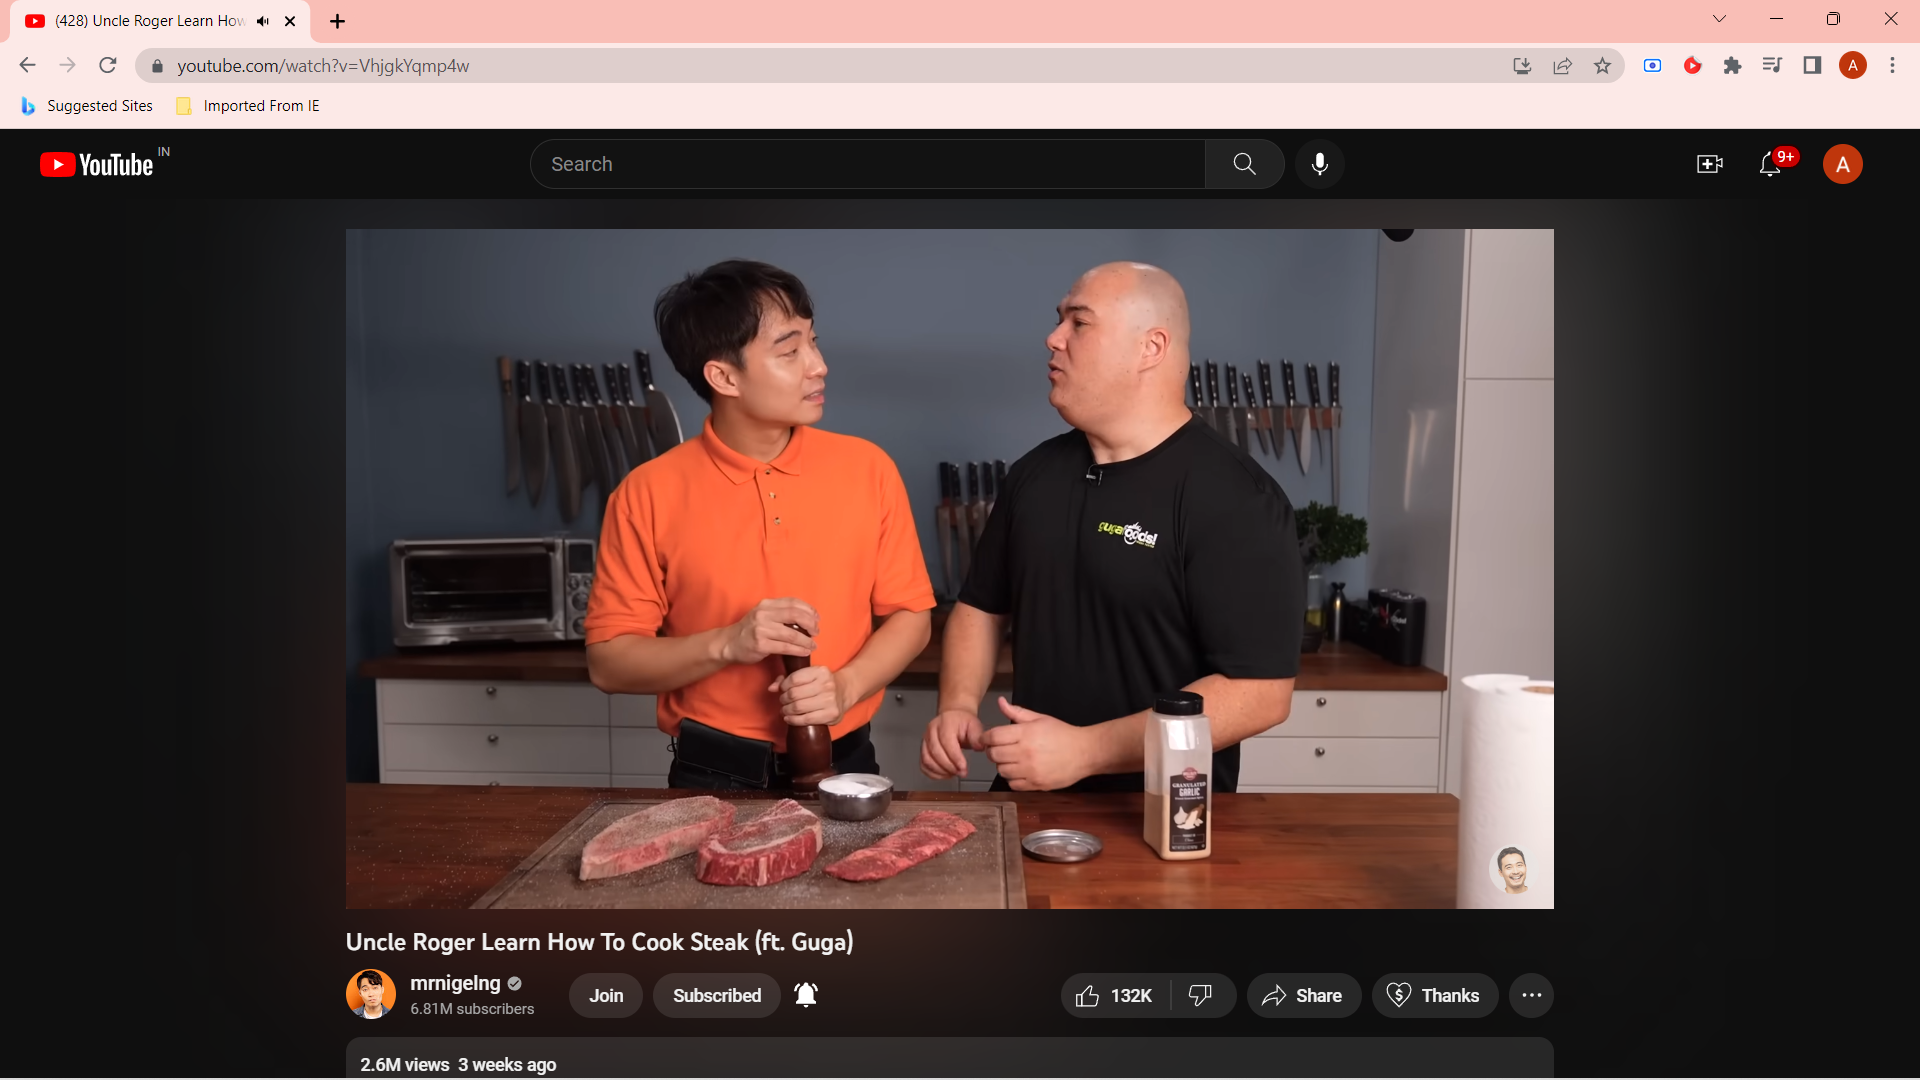 (428) Uncle Roger Learn How
youtube.com/watch?v=VhjgkYqmp4w
A
Suggested Sites
Imported From IE
YouTube IN
Search
9+
A
gugafoods!
GRANULATED
GARLIC
Uncle Roger Learn How To Cook Steak (ft. Guga)
mrnigelng
6.81M subscribers
Join
Subscribed
132K
Share
Thanks
2.6M views 3 weeks ago